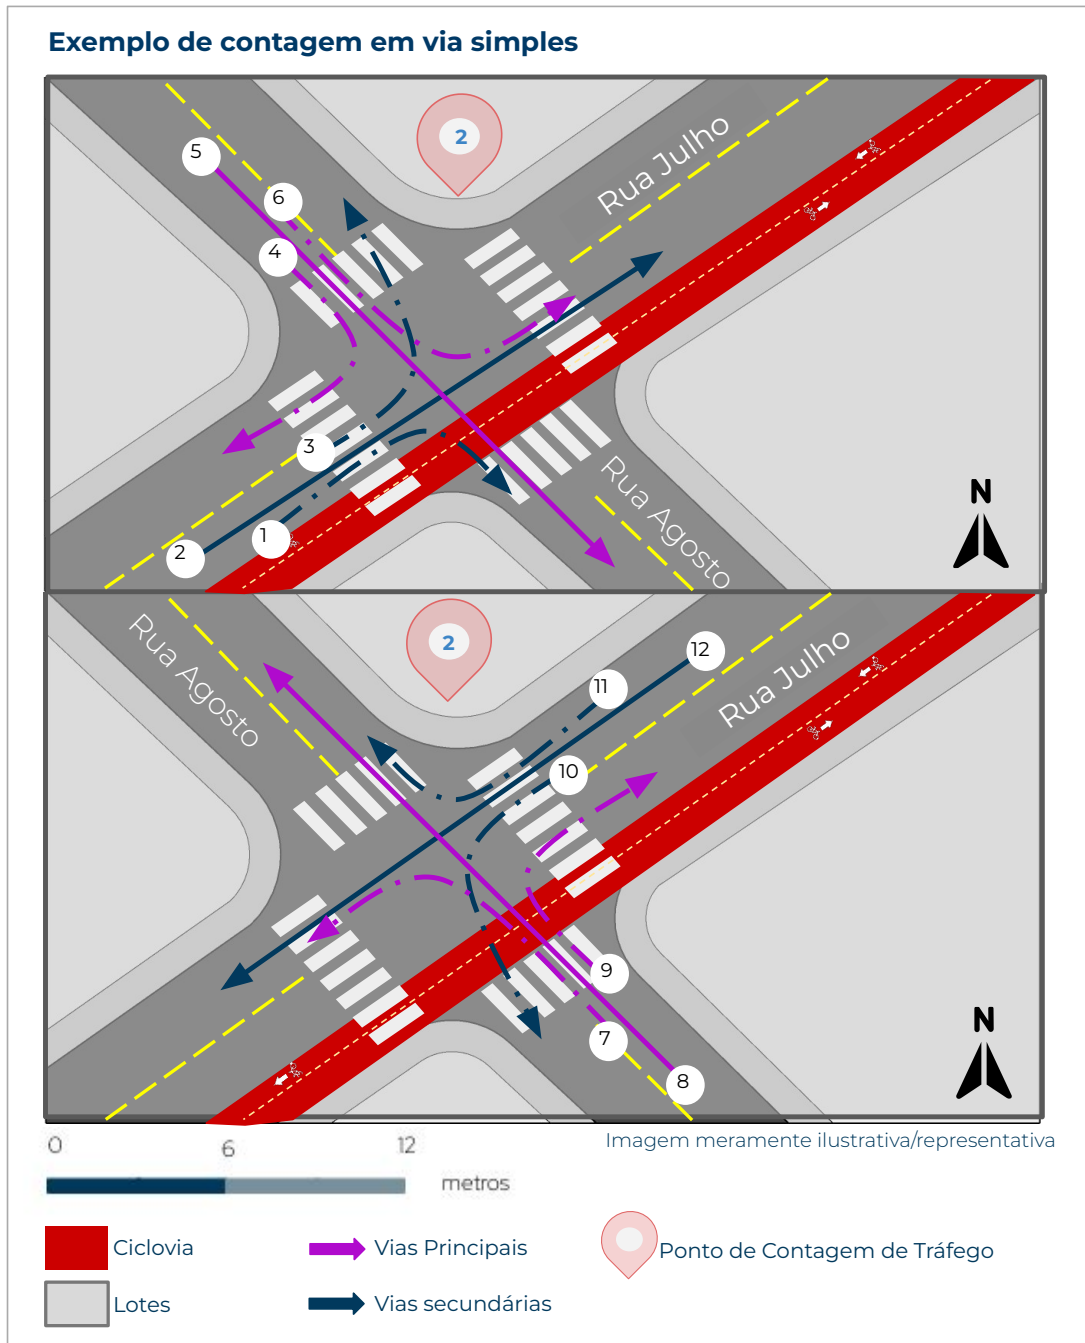 Exemplo de contagem em via simples
2
Rua Julho
5
6
4
3
1
2
Rua Agosto
N
Rua Agosto
2
12
11
Rua Julho
10
9
7
8
N
0 6 12
metros
Imagem meramente ilustrativa/representativa
Ciclovia
Vias Principais
Ponto de Contagem de Tráfego
Lotes
Vias secundárias